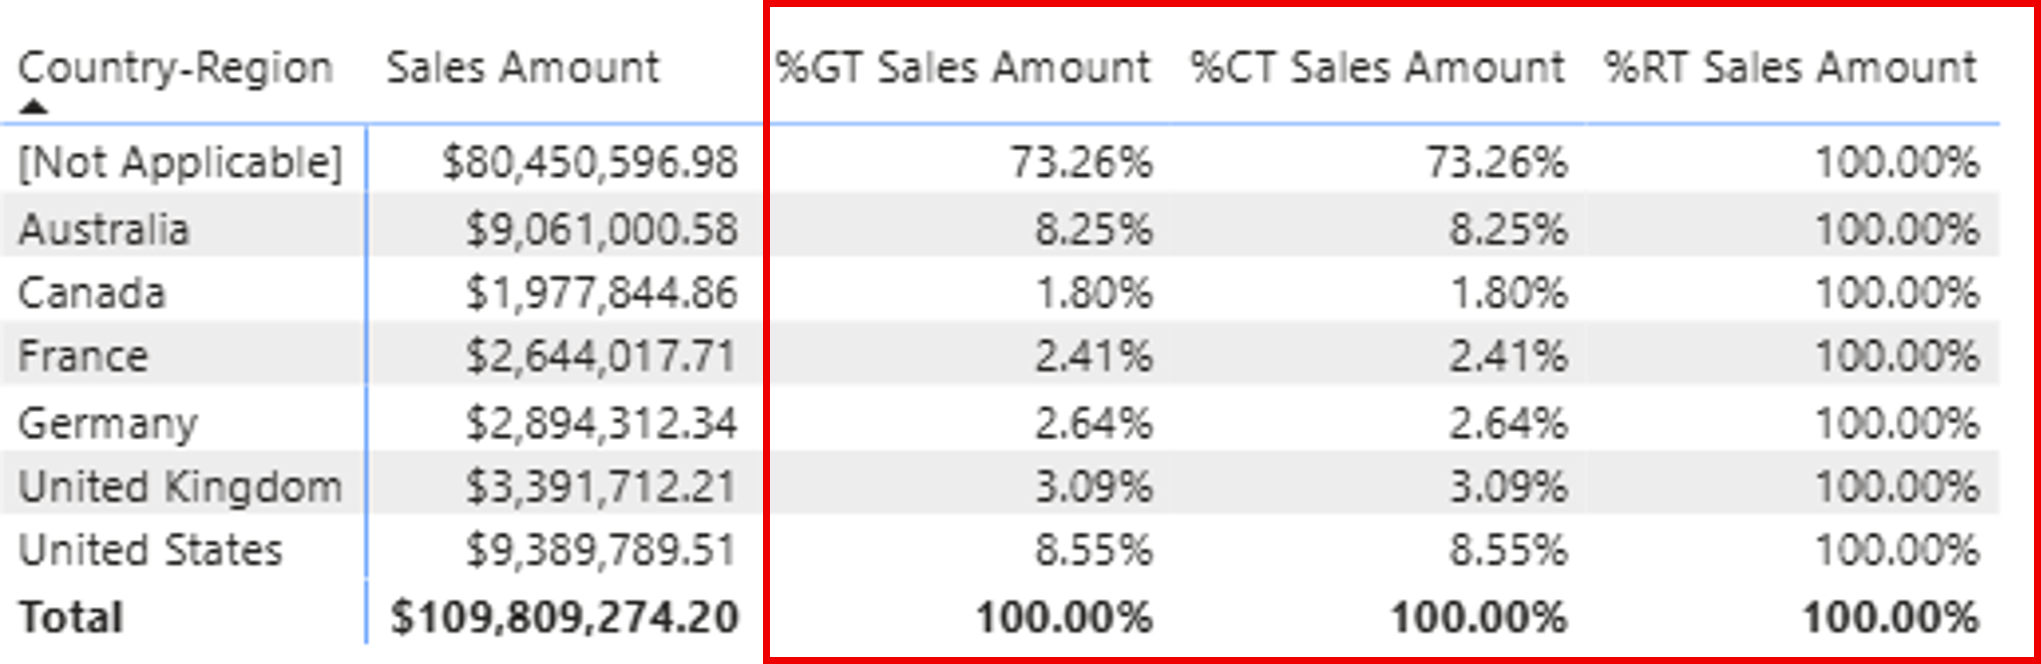 Country-Region Sales Amount %GT Sales Amount %CT Sales Amount %RT Sales Amount
[Not Applicable] $80,450,596.98 73.26% 73.26% 100.00%
Australia $9,061,000.58 8.25% 8.25% 100.00%
Canada $1,977,844.86 1.80% 1.80% 100.00%
France $2,644,017.71 2.41% 2.41% 100.00%
Germany $2,894,312.34 2.64% 2.64% 100.00%
United Kingdom $3,391,712.21 3.09% 3.09% 100.00%
United States $9,389,789.51 8.55% 8.55% 100.00%
Total $109,809,274.20 100.00% 100.00% 100.00%